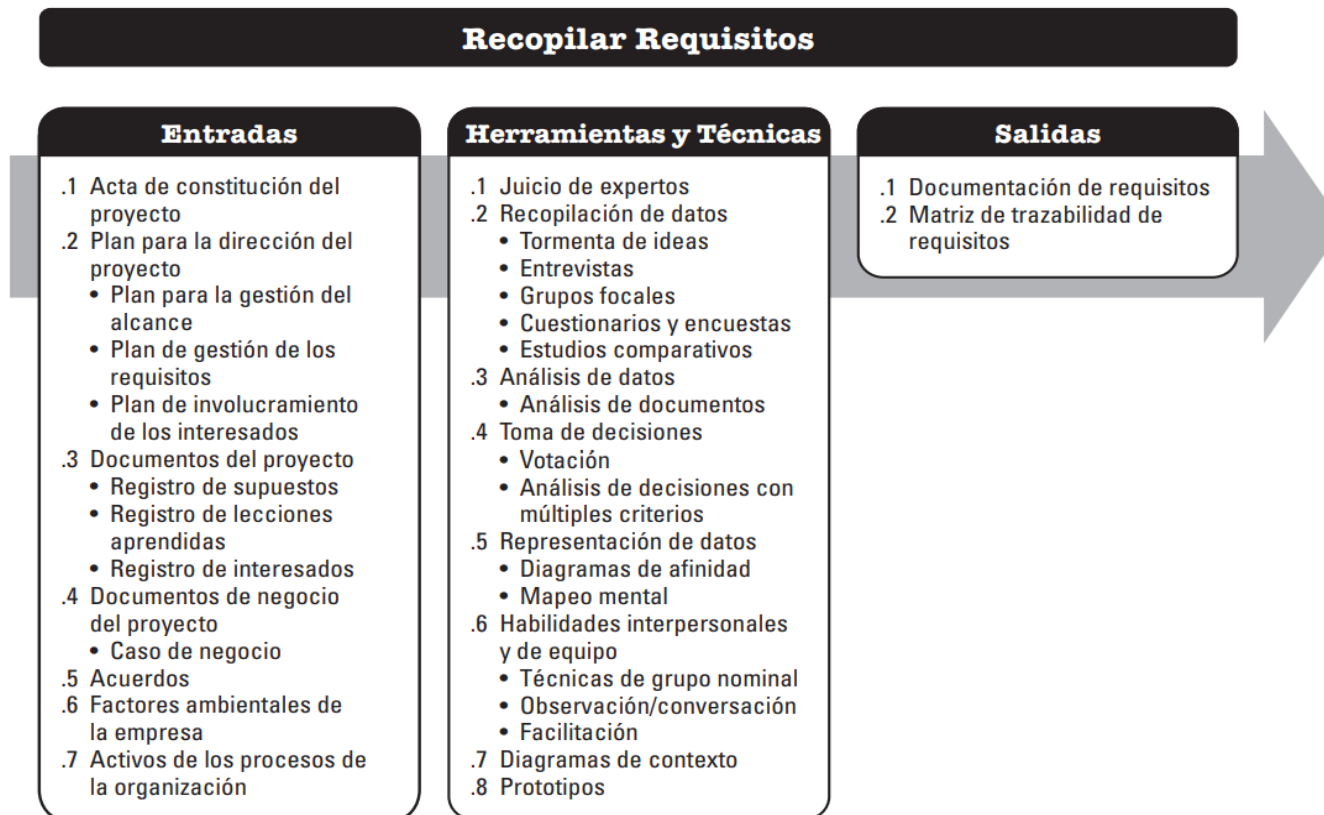 Recopilar Requisitos
Entradas
.1 Acta de constitución del
proyecto
.2 Plan para la dirección del
proyecto
• Plan para la gestión del
alcance
• Plan de gestión de los
requisitos
• Plan de involucramiento
de los interesados
.3 Documentos del proyecto
• Registro de supuestos
• Registro de lecciones
aprendidas
• Registro de interesados
.4 Documentos de negocio
del proyecto
• Caso de negocio
.5 Acuerdos
.6 Factores ambientales de
la empresa
.7 Activos de los procesos de
la organización
Herramientas y Técnicas
.1 Juicio de expertos
.2 Recopilación de datos
• Tormenta de ideas
• Entrevistas
• Grupos focales
• Cuestionarios y encuestas
• Estudios comparativos
.3 Análisis de datos
• Análisis de documentos
.4 Toma de decisiones
• Votación
• Análisis de decisiones con
múltiples criterios
.5 Representación de datos
• Diagramas de afinidad
• Mapeo mental
.6 Habilidades interpersonales
y de equipo
• Técnicas de grupo nominal
• Observación/conversación
• Facilitación
.7 Diagramas de contexto
.8 Prototipos
Salidas
.1 Documentación de requisitos
.2 Matriz de trazabilidad de
requisitos